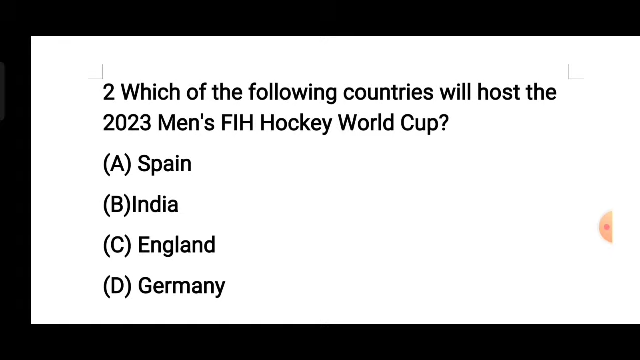 2 Which of the following countries will host the
2023 Men's FIH Hockey World Cup?
(A) Spain
(B)India
(C) England
(D) Germany